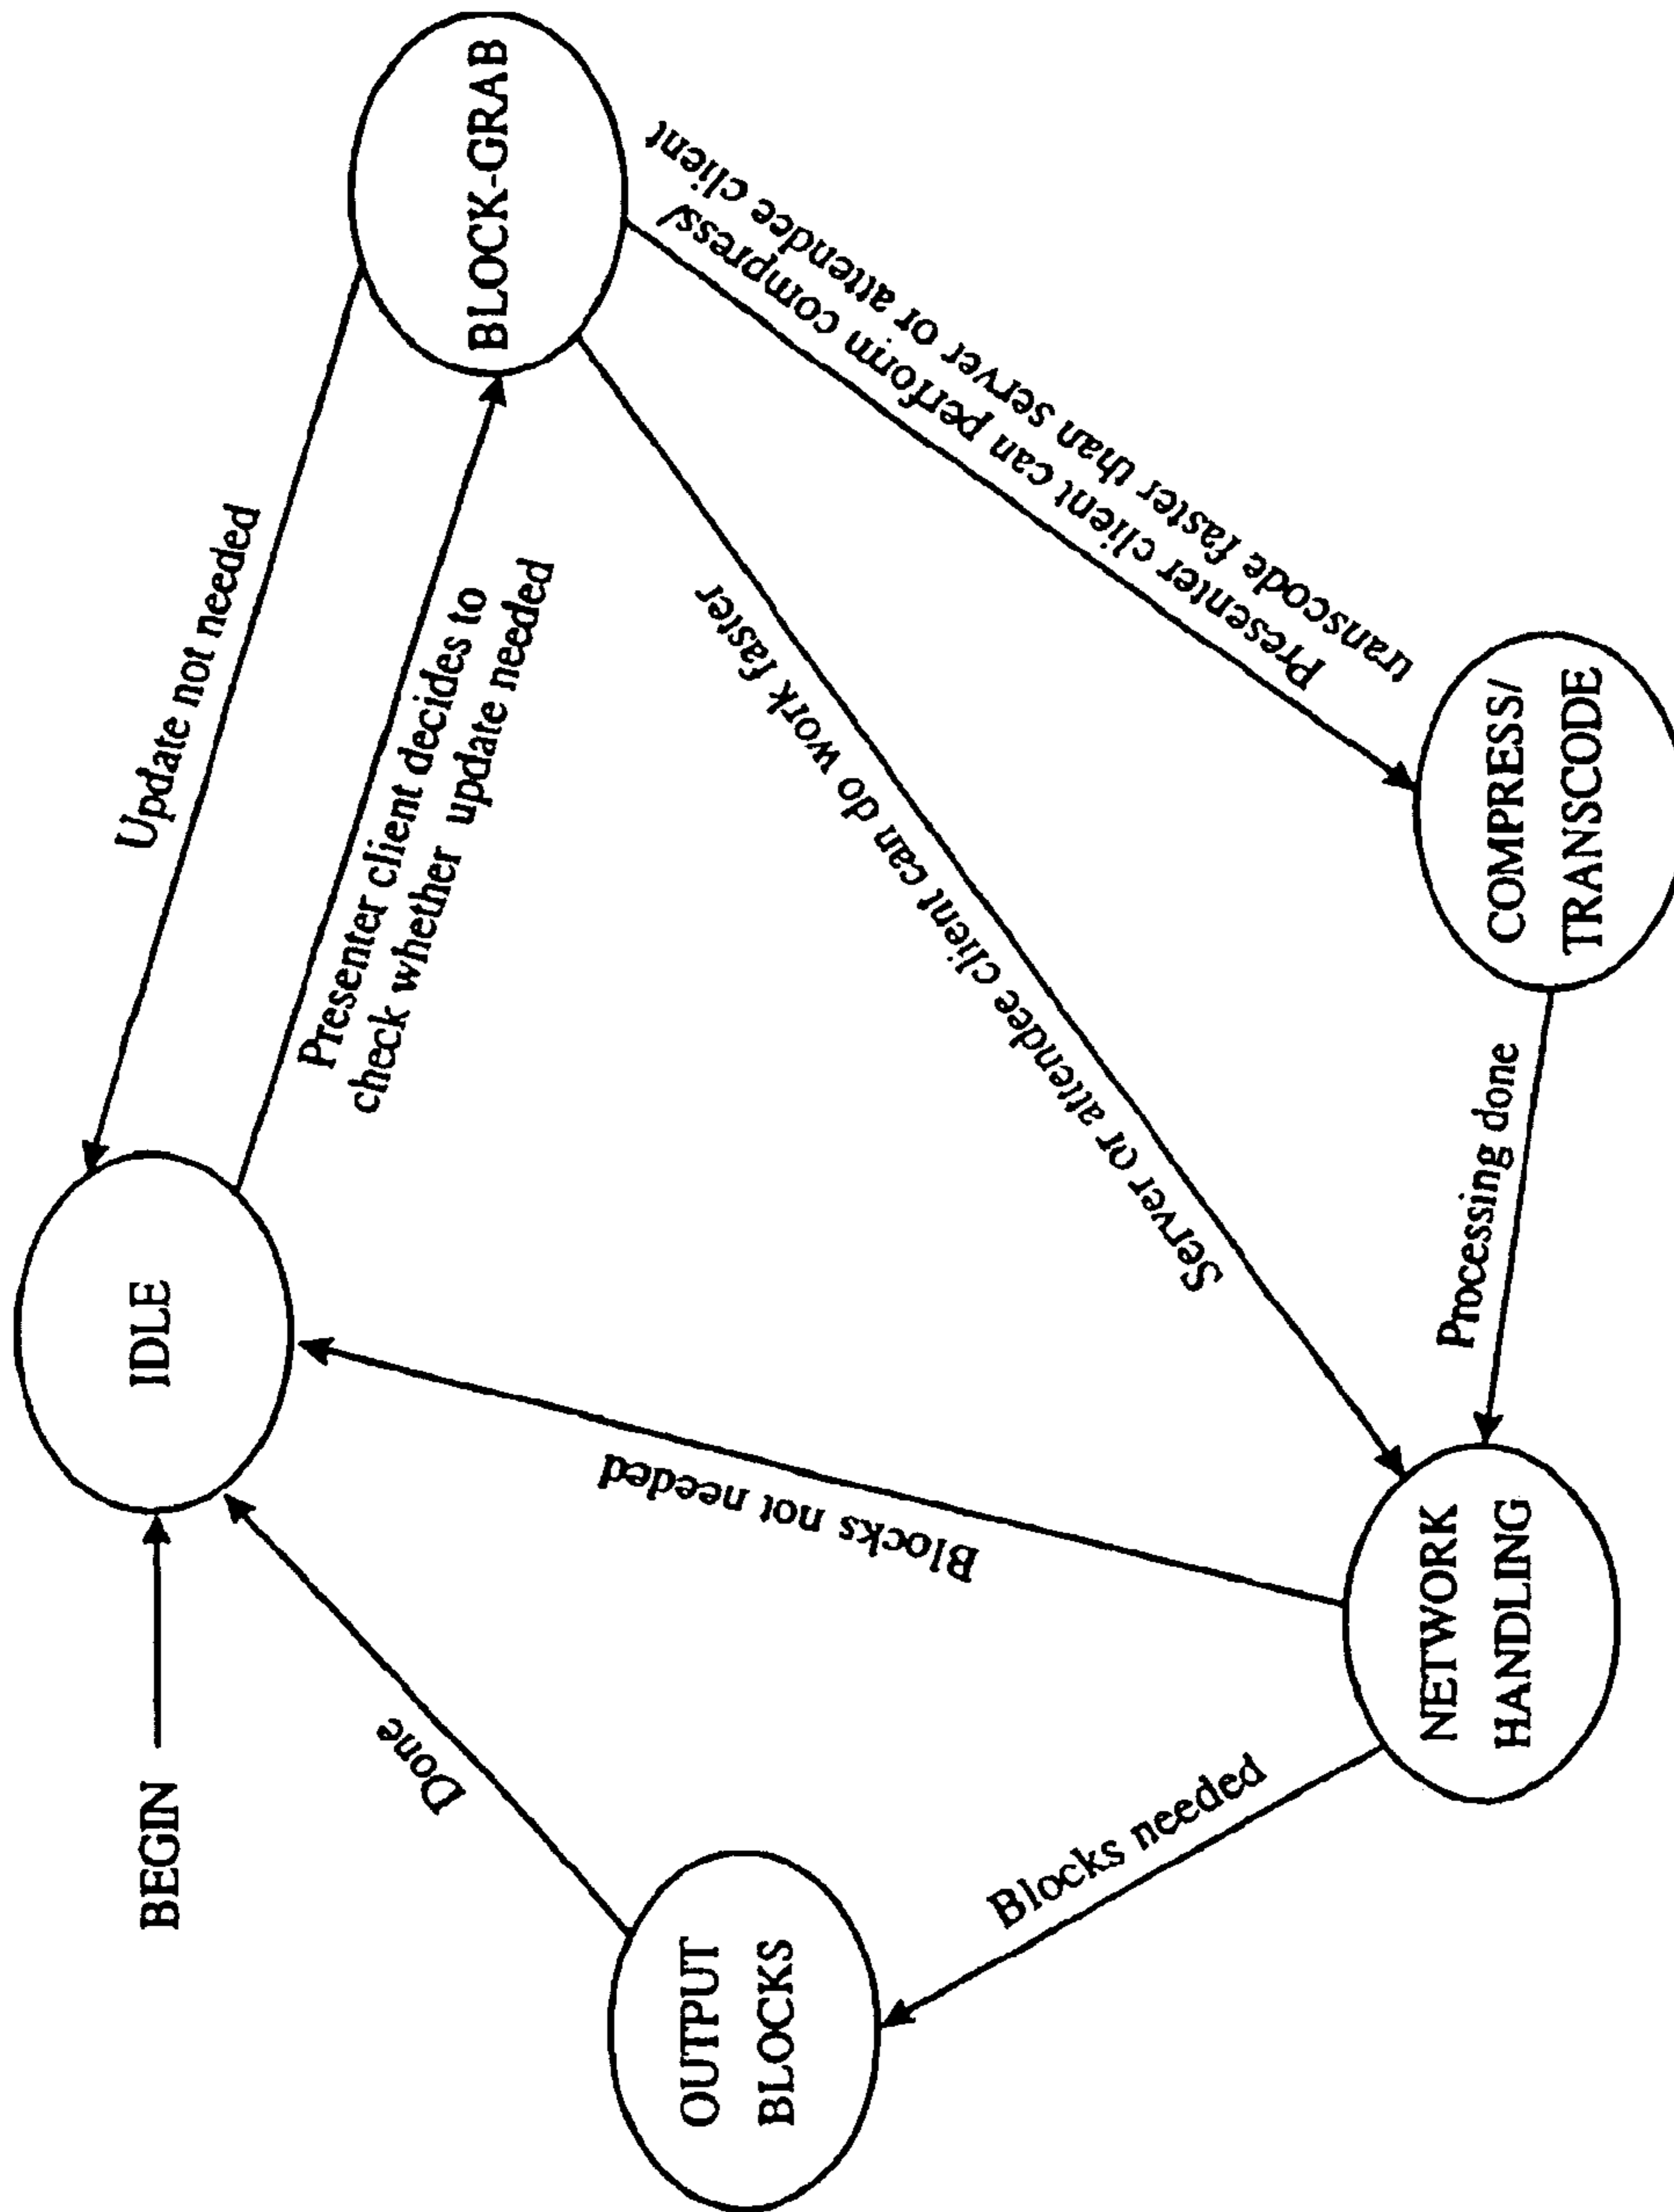 BEGIN
IDLE
Update not needed
Presenter client decides to
check whether update needed
BLOCK-GRAB
Done
Blocks not needed
Server or attendee client can do work faster
Presenter client can perform compress/
transcode faster than server or attendee client
OUTPUT
BLOCKS
Blocks needed
NETWORK
HANDLING
Processing done
COMPRESS/
TRANSCODE